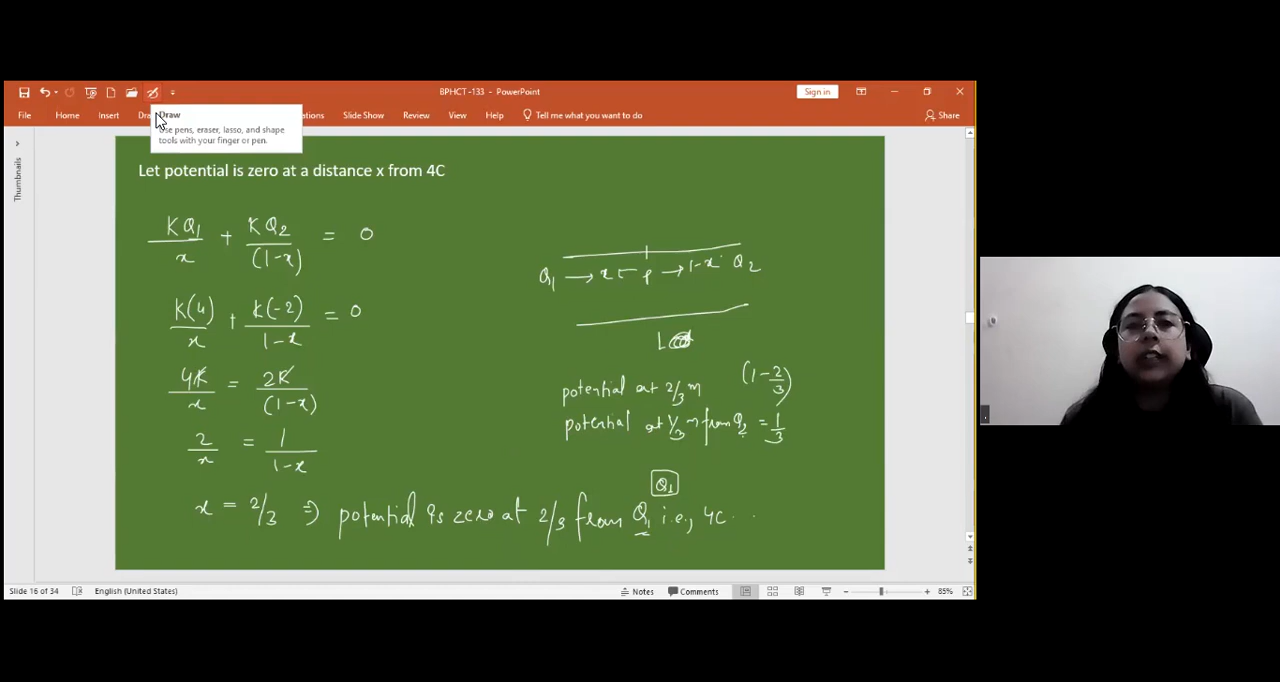 BPHCT-133 - PowerPoint
Sign in
File Home Insert Slide Show Review View Help Tell me what you want to do Share
Draw
Use pens, eraser, lasso, and shape
tools with your finger or pen.
Thumbnails
Let potential is zero at a distance x from 4C
KQ1/x + KQ2/(1-x) = 0
K(4)/x + K(-2)/1-x = 0
4K/x = 2K/(1-x)
2/x = 1/1-x
x = 2/3 ⇒ potential is zero at 2/3 from Q1 i.e, 4C ..
Q1 → x ← P → 1-x Q2
potential at 2/3 m (1-2/3)
potential at 1/3 m from Q2 = 1/3
Q1
Slide 16 of 34 English (United States) Notes Comments 85%